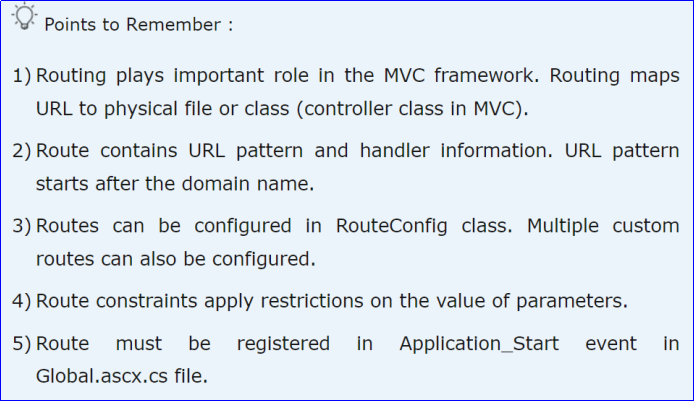 Points to Remember :
1) Routing plays important role in the MVC framework. Routing maps
URL to physical file or class (controller class in MVC).
2) Route contains URL pattern and handler information. URL pattern
starts after the domain name.
3) Routes can be configured in RouteConfig class. Multiple custom
routes can also be configured.
4) Route constraints apply restrictions on the value of parameters.
5) Route must be registered in Application_Start event in
Global.ascx.cs file.